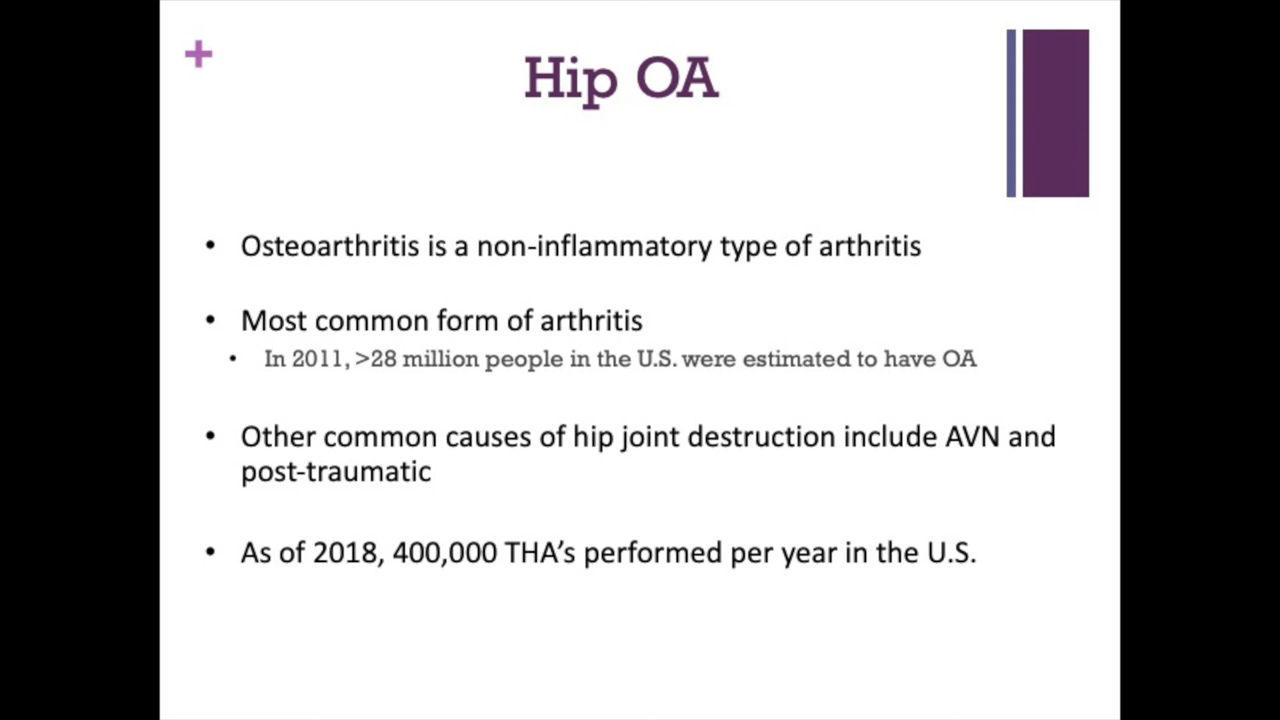 +
Hip OA
• Osteoarthritis is a non-inflammatory type of arthritis
• Most common form of arthritis
• In 2011, >28 million people in the U.S. were estimated to have OA
• Other common causes of hip joint destruction include AVN and
post-traumatic
• As of 2018, 400,000 THA’s performed per year in the U.S.